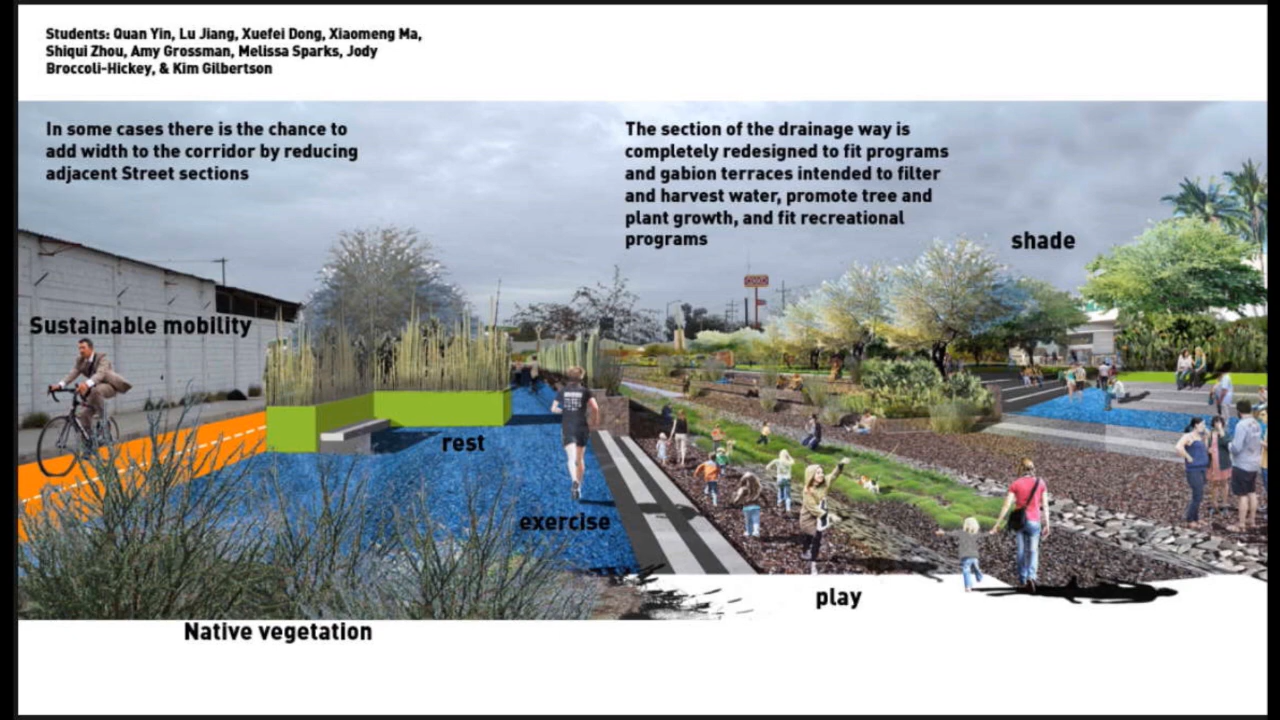 Students: Quan Yin, Lu Jiang, Xuefei Dong, Xiaomeng Ma,
Shiqui Zhou, Amy Grossman, Melissa Sparks, Jody
Broccoli-Hickey, & Kim Gilbertson
In some cases there is the chance to
add width to the corridor by reducing
adjacent Street sections
The section of the drainage way is
completely redesigned to fit programs
and gabion terraces intended to filter
and harvest water, promote tree and
plant growth, and fit recreational
programs
shade
Sustainable mobility
rest
exercise
play
Native vegetation